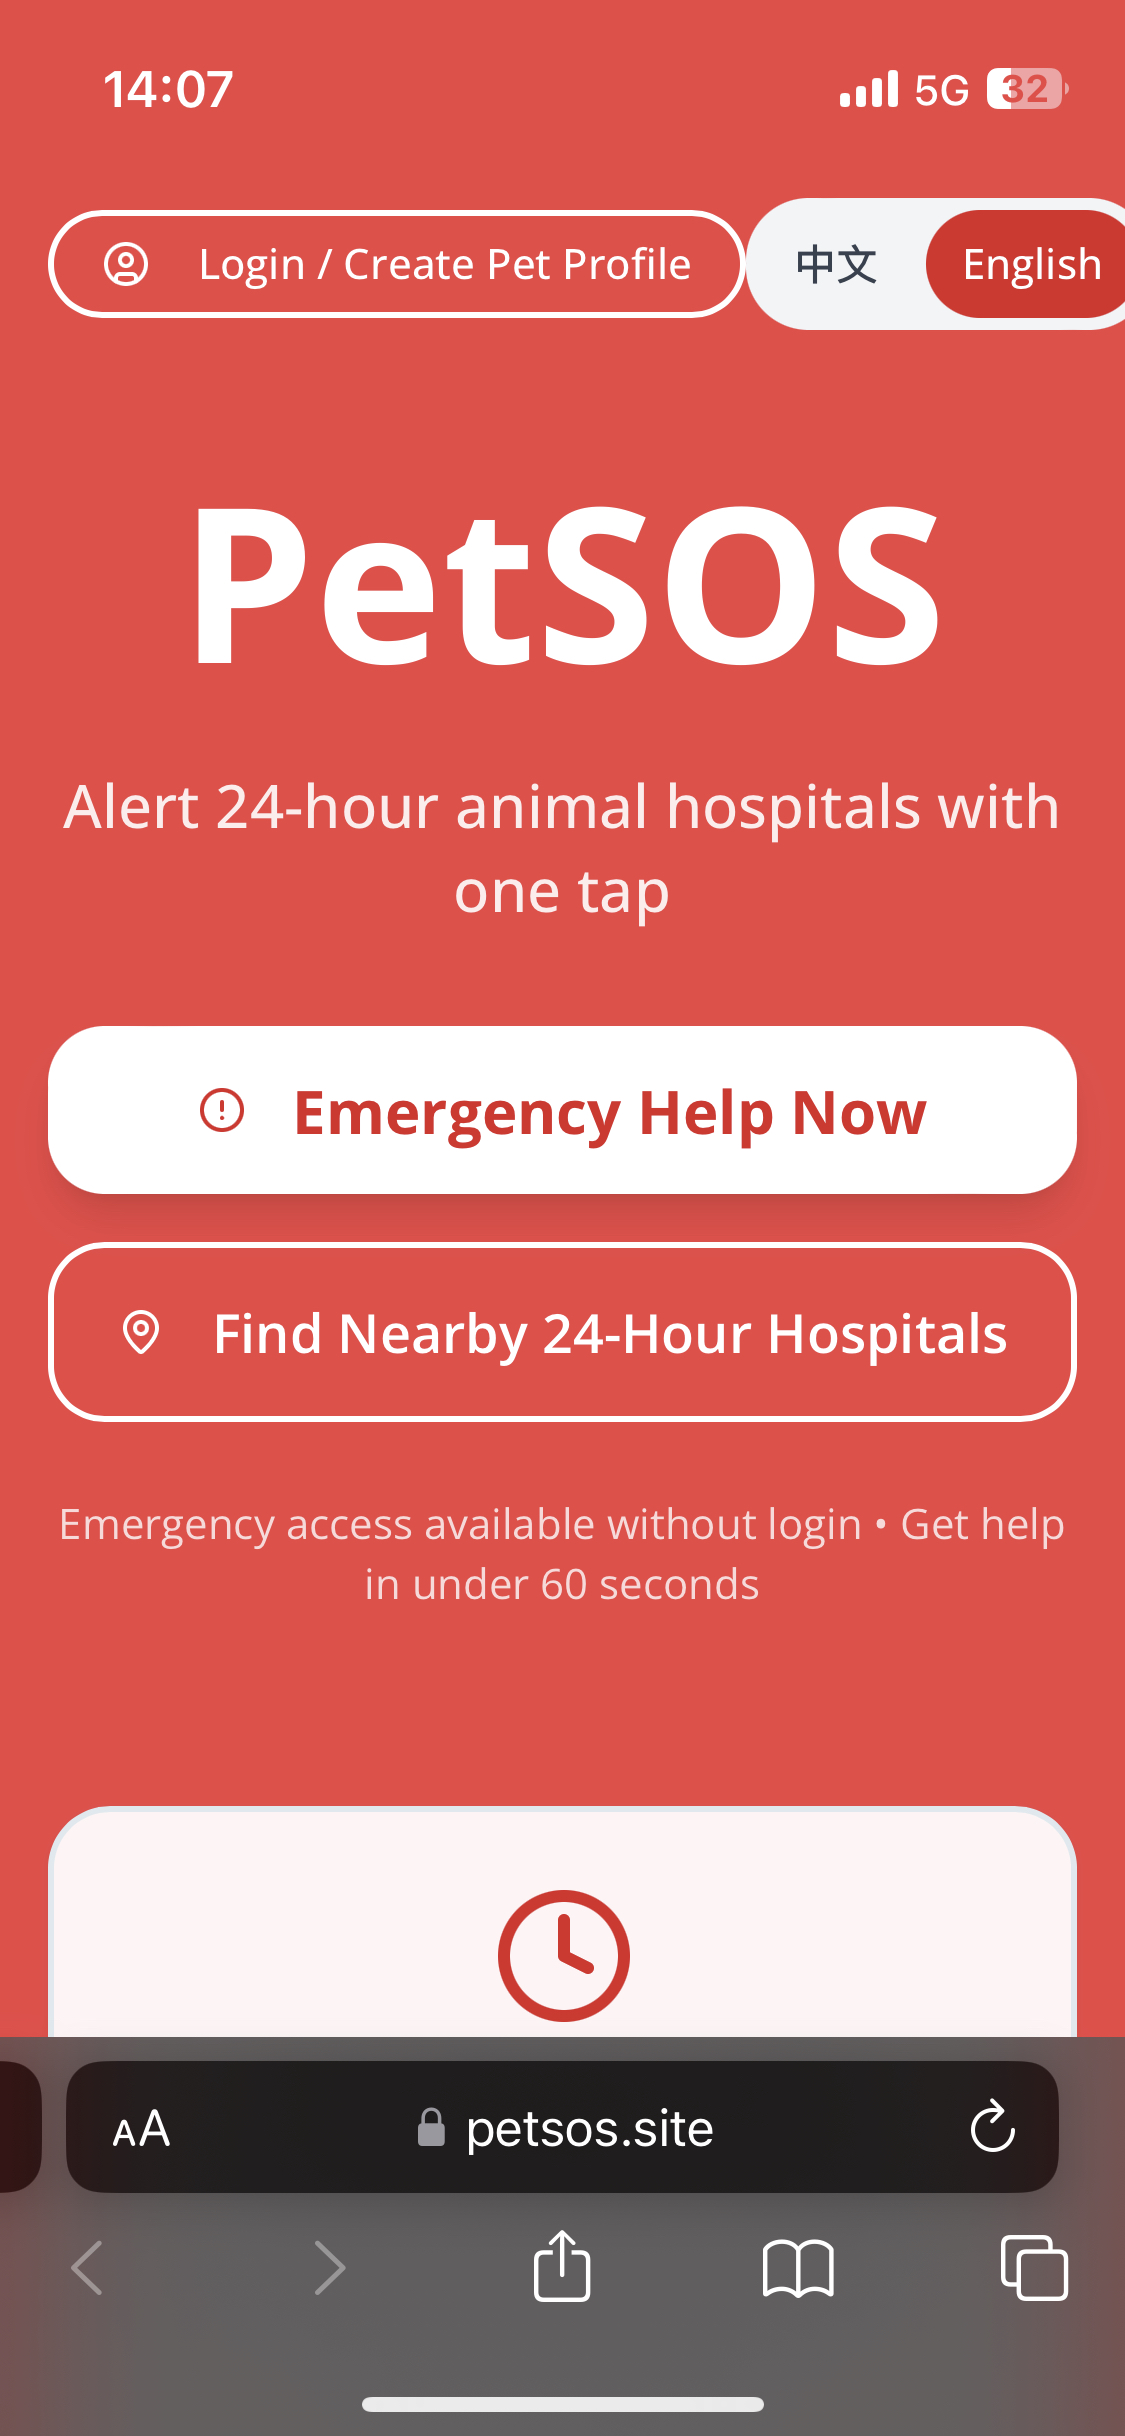 14:07
5G 32
Login / Create Pet Profile
中文
English
PetSOS
Alert 24-hour animal hospitals with
one tap
Emergency Help Now
Find Nearby 24-Hour Hospitals
Emergency access available without login • Get help
in under 60 seconds
AA
petsos.site